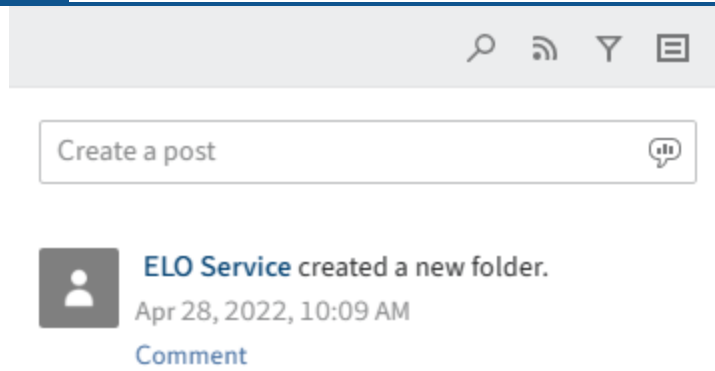 Create a post
ELO Service created a new folder.
Apr 28, 2022, 10:09 AM
Comment